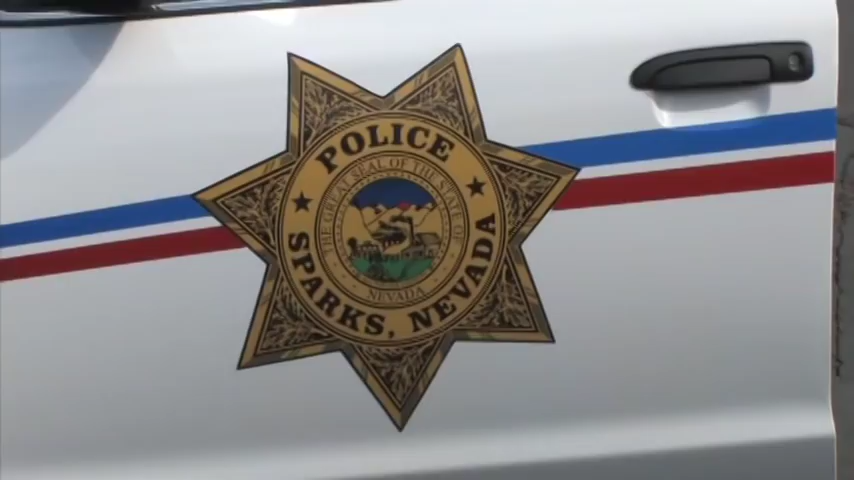 POLICE
THE GREAT SEAL OF THE STATE OF
NEVADA
SPARKS, NEVADA